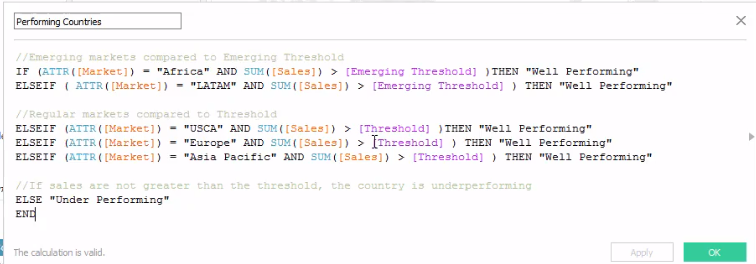 Performing Countries
//Emerging markets compared to Emerging Threshold
IF (ATTR([Market]) = "Africa" AND SUM([Sales]) > [Emerging Threshold] )THEN "Well Performing"
ELSEIF ( ATTR([Market]) = "LATAM" AND SUM([Sales]) > [Emerging Threshold] ) THEN "Well Performing"
//Regular markets compared to Threshold
ELSEIF (ATTR([Market]) = "USCA" AND SUM([Sales]) > [Threshold] )THEN "Well Performing"
ELSEIF (ATTR([Market]) = "Europe" AND SUM([Sales]) > [Threshold] ) THEN "Well Performing"
ELSEIF (ATTR([Market]) = "Asia Pacific" AND SUM([Sales]) > [Threshold] ) THEN "Well Performing"
//If sales are not greater than the threshold, the country is underperforming
ELSE "Under Performing"
END
The calculation is valid.
Apply
OK